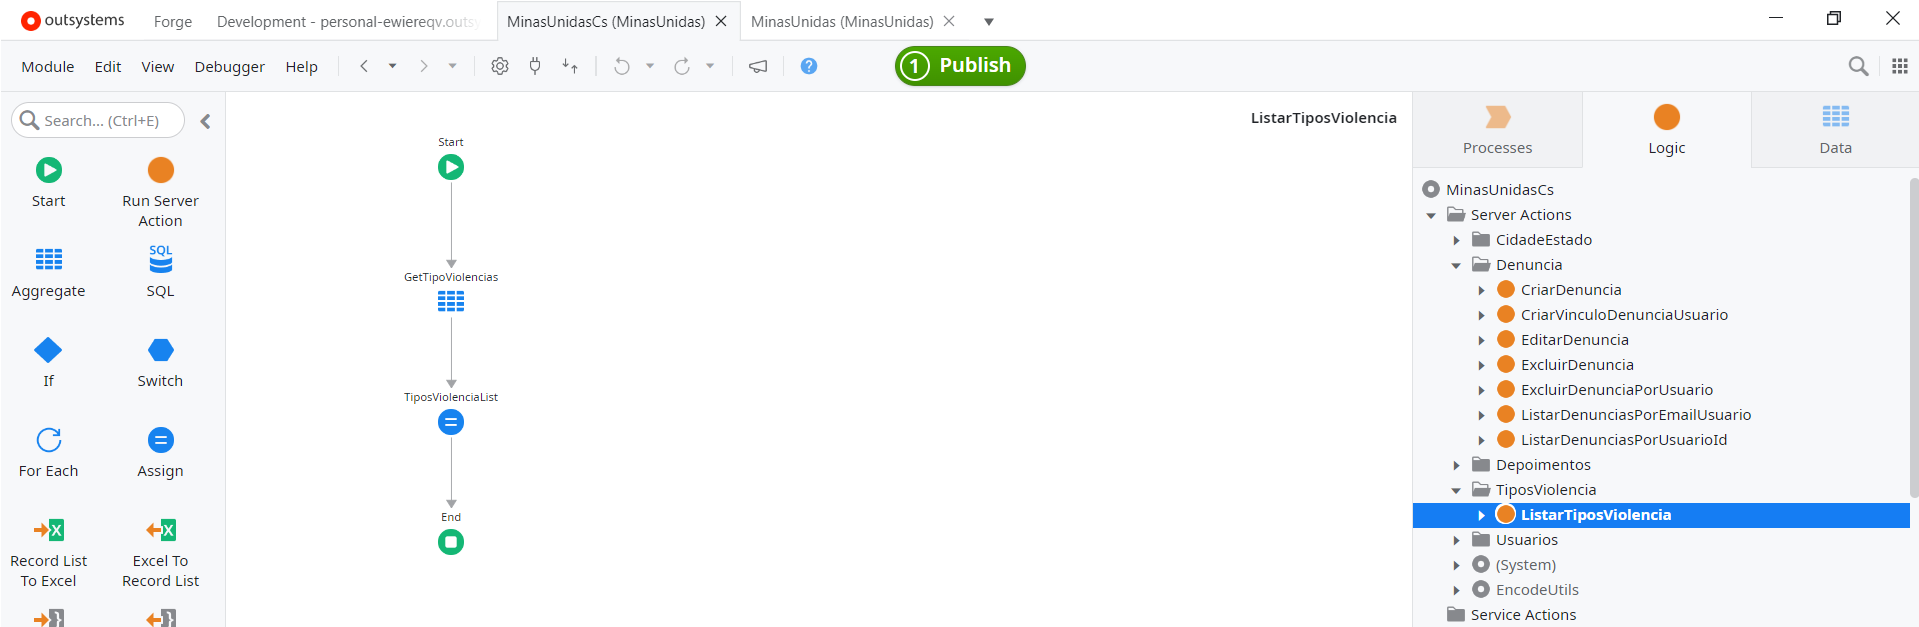 outsystems
Forge
Development - personal-ewiereqv.outsy
MinasUnidasCs (MinasUnidas)
MinasUnidas (MinasUnidas)
Module
Edit
View
Debugger
Help
1 Publish
Search... (Ctrl+E)
Start
Run Server
Action
Aggregate
SQL
SQL
If
Switch
For Each
Assign
Record List
To Excel
Excel To
Record List
ListarTiposViolencia
Start
GetTipoViolencias
TiposViolenciaList
End
Processes
Logic
Data
MinasUnidasCs
Server Actions
CidadeEstado
Denuncia
CriarDenuncia
CriarVinculoDenunciaUsuario
EditarDenuncia
ExcluirDenuncia
ExcluirDenunciaPorUsuario
ListarDenunciasPorEmailUsuario
ListarDenunciasPorUsuarioId
Depoimentos
TiposViolencia
ListarTiposViolencia
Usuarios
(System)
EncodeUtils
Service Actions